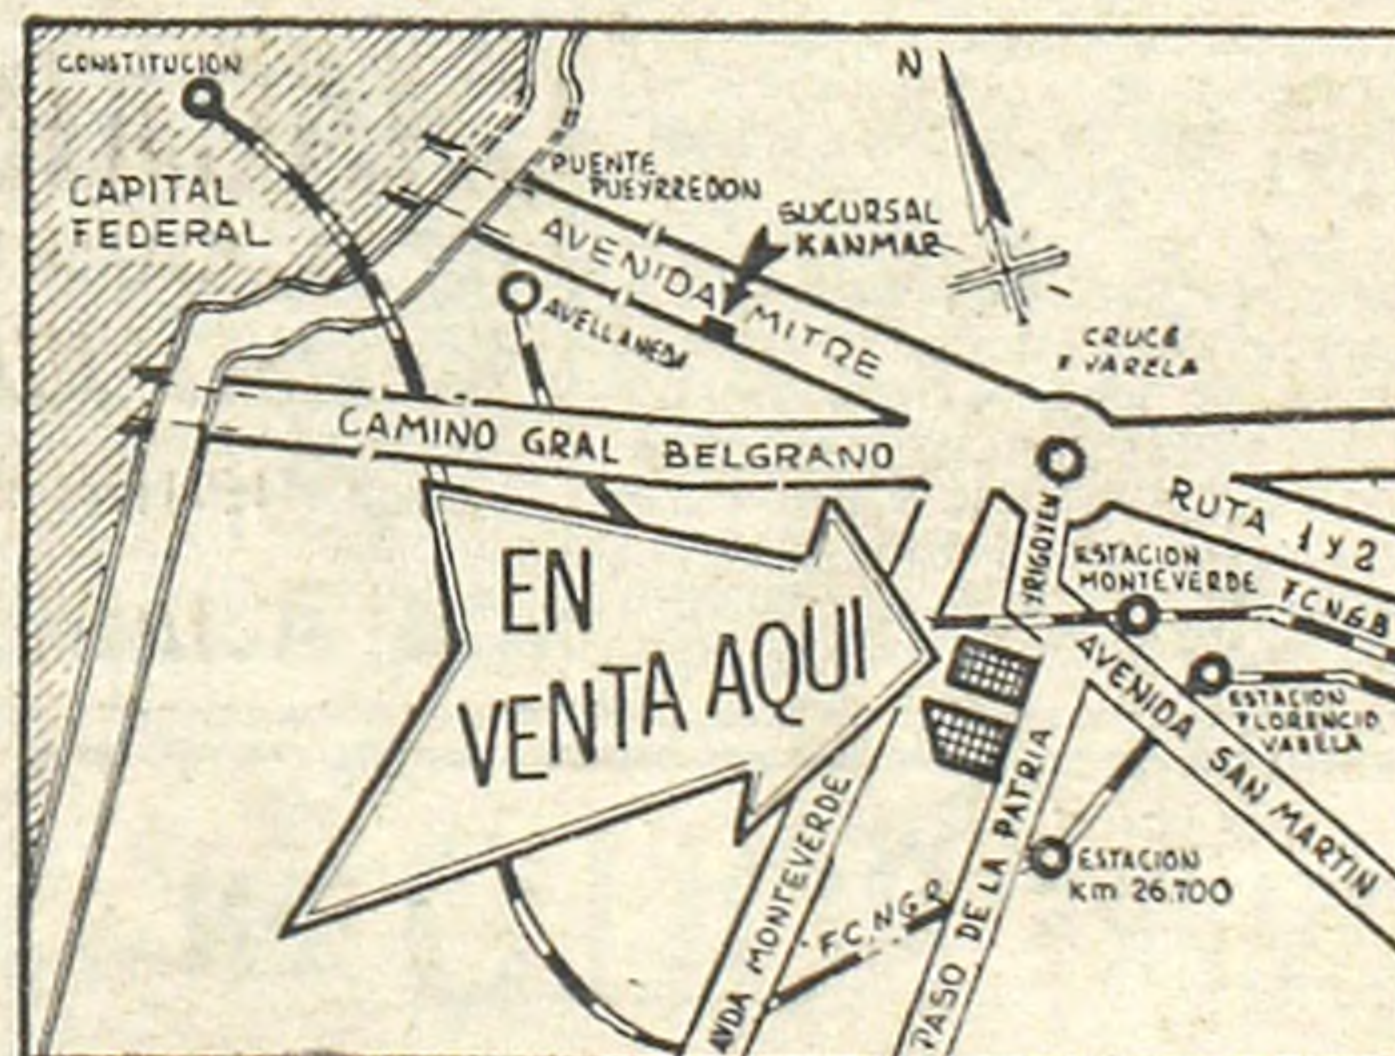 CONSTITUCION
N
CAPITAL
FEDERAL
PUENTE
PUEYRREDON
SUCURSAL
KANMAR
AVENIDA MITRE
AVELLANEDA
CRUCE
F VARELA
CAMINO GRAL BELGRANO
RUTA 1 Y 2
YRIGOYEN
ESTACION
MONTEVERDE
F.C.N.G.B
EN
VENTA AQUI
AVENIDA SAN MARTIN
ESTACION
FLORENCIO
VARELA
ESTACION
Km 26.700
AVDA MONTEVERDE
F.C.N.G.R
PASO DE LA PATRIA